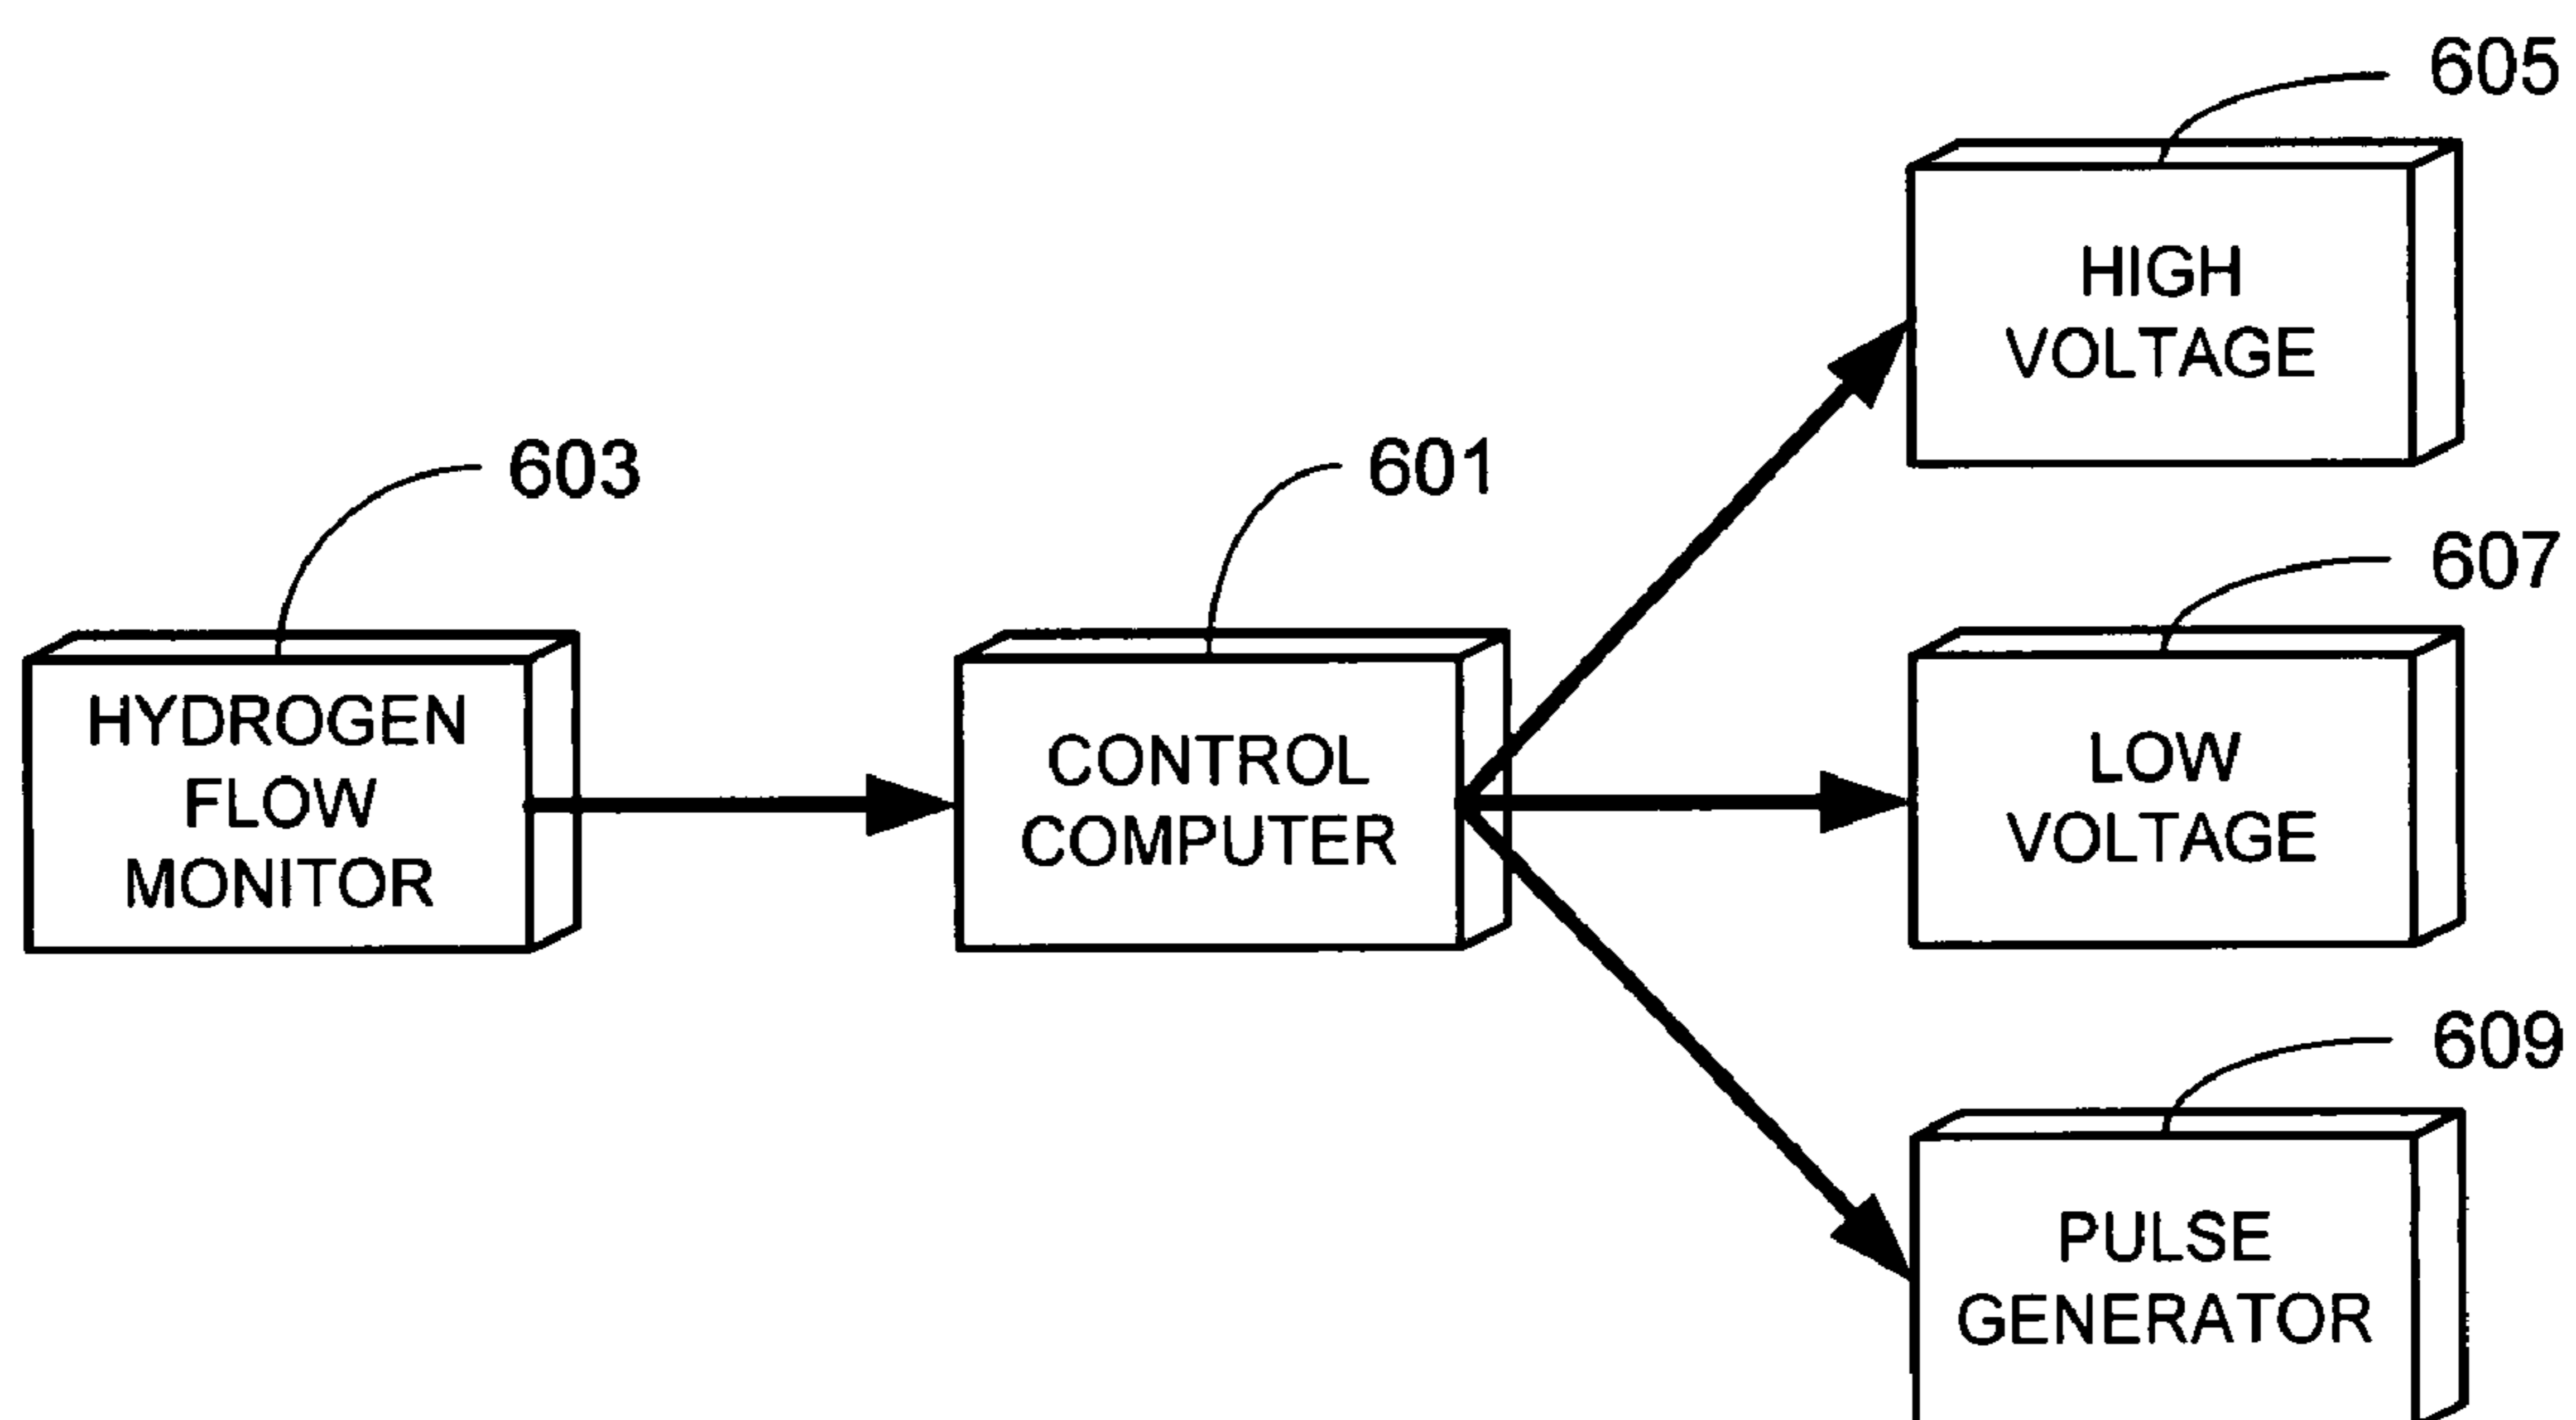 605
HIGH
VOLTAGE
603
601
607
HYDROGEN
FLOW
MONITOR
CONTROL
COMPUTER
LOW
VOLTAGE
609
PULSE
GENERATOR